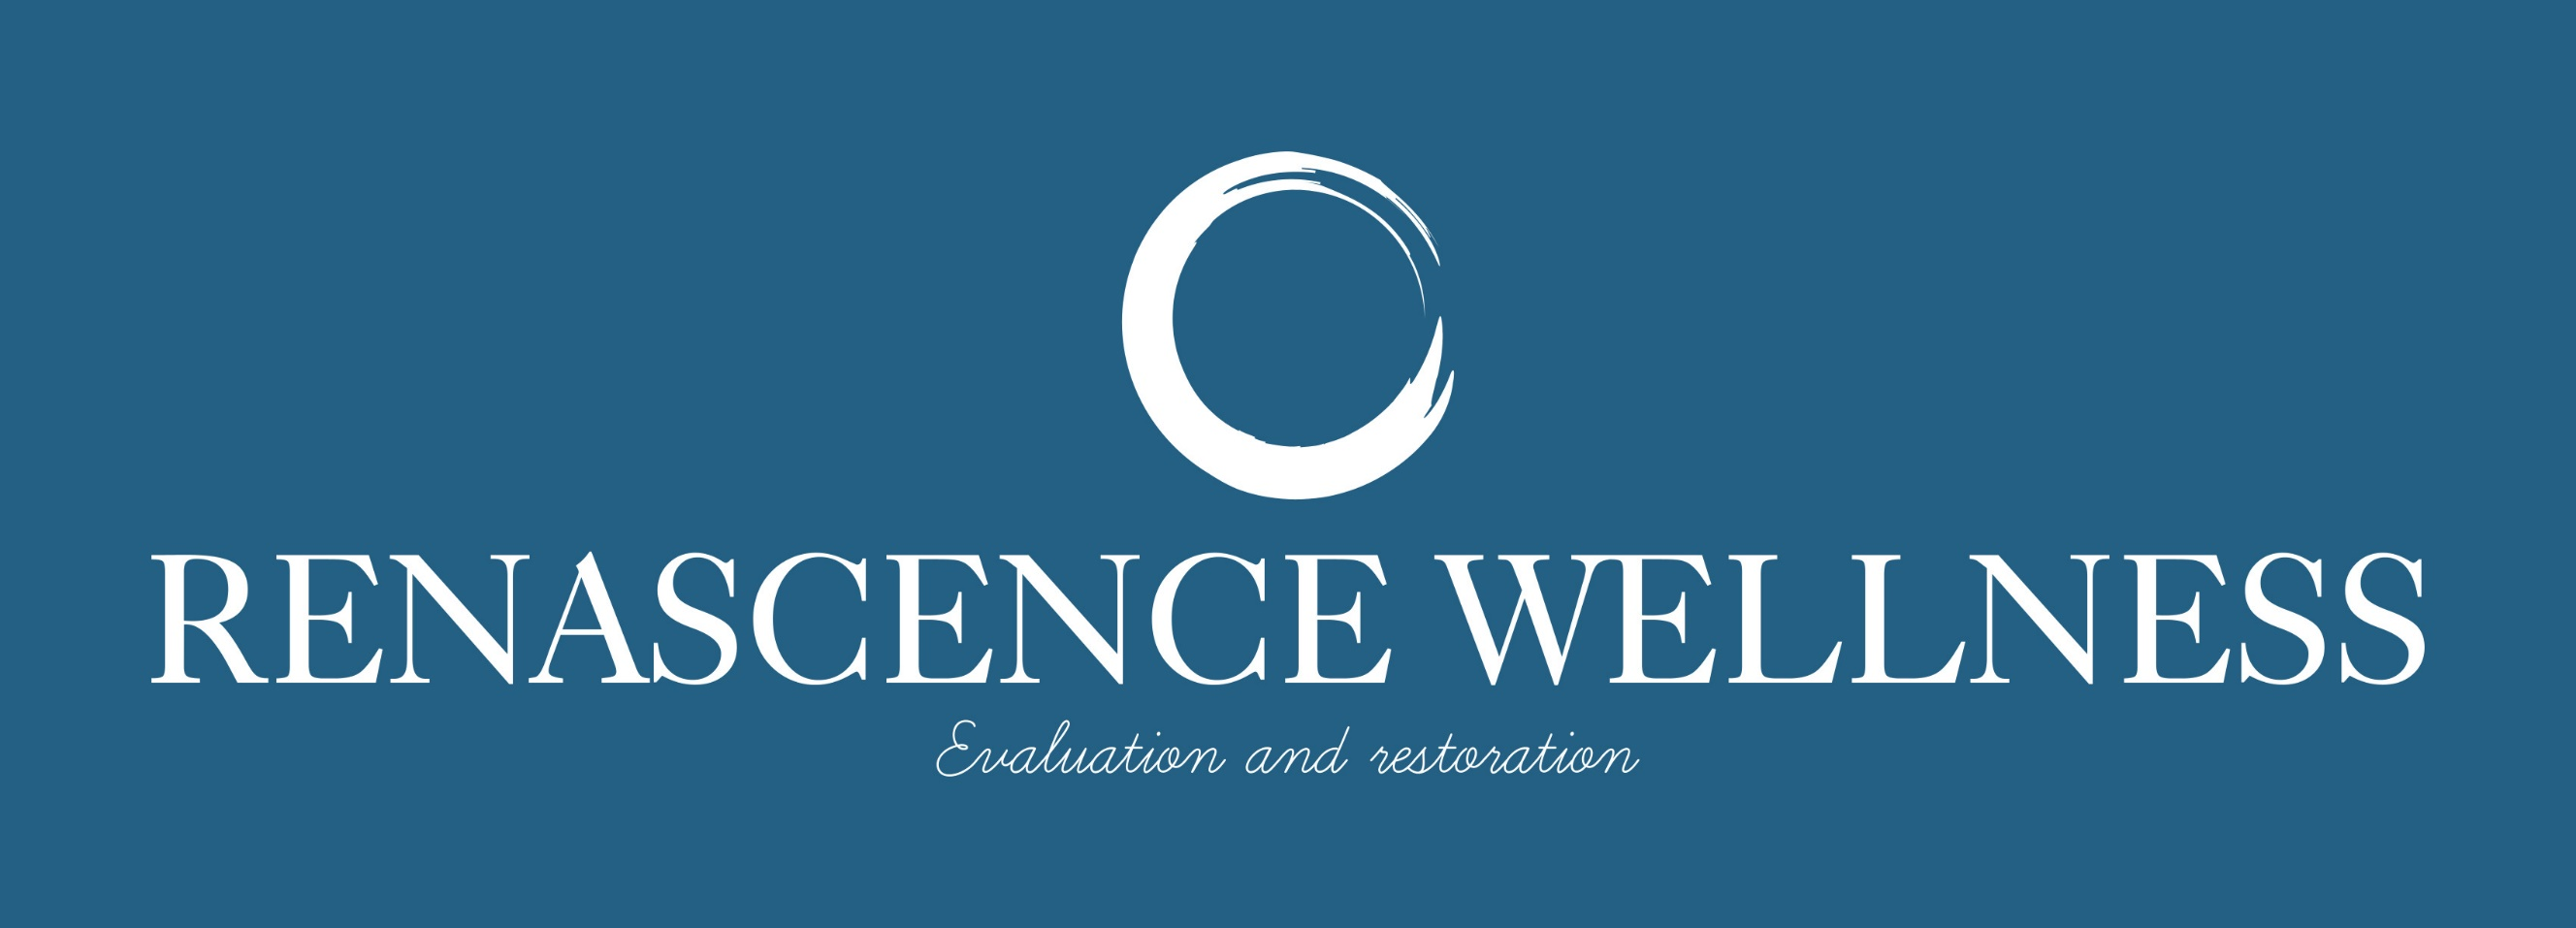 RENASCENCE WELLNESS
Evaluation and restoration